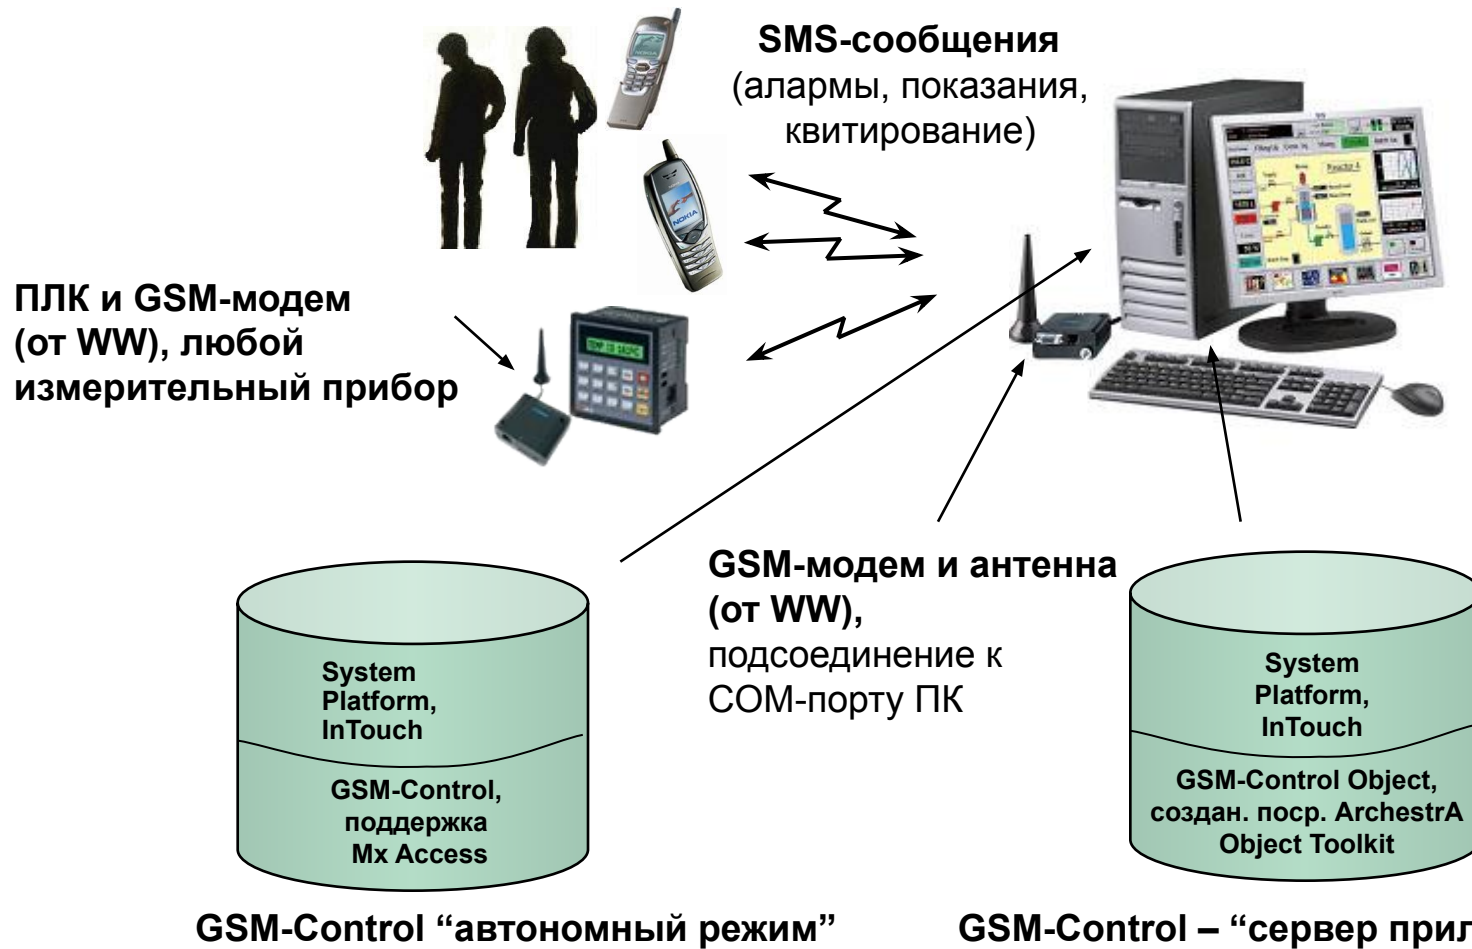 SMS-сообщения
(алармы, показания,
квитирование)
NOKIA
ПЛК и GSM-модем
(от WW), любой
измерительный прибор
GSM-модем и антенна
(от WW),
подсоединение к
COM-порту ПК
System
Platform,
InTouch
GSM-Control,
поддержка
Mx Access
System
Platform,
InTouch
GSM-Control Object,
создан. поср. ArchestrA
Object Toolkit
GSM-Control “автономный режим”
GSM-Control – “сервер прил